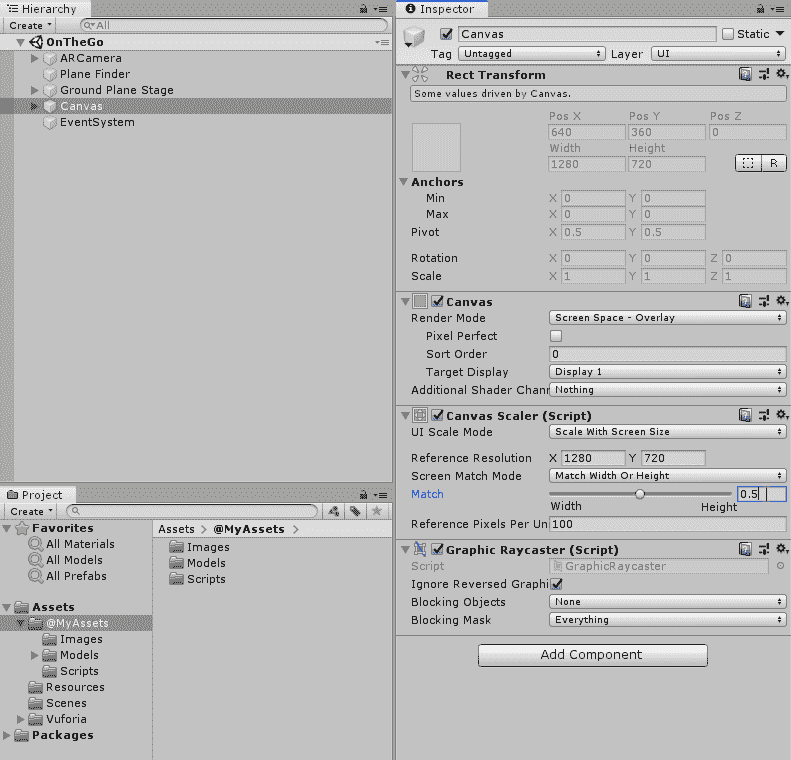 Hierarchy
Create
All
OnTheGo
ARCamera
Plane Finder
Ground Plane Stage
Canvas
EventSystem
Project
Create
Favorites
All Materials
All Models
All Prefabs
Assets
@MyAssets
Images
Models
Scripts
Resources
Scenes
Vuforia
Packages
Assets > @MyAssets >
Images
Models
Scripts
Inspector
Canvas Static
Tag Untagged Layer UI
Rect Transform
Some values driven by Canvas.
Pos X Pos Y Pos Z
640 360 0
Width Height
1280 720
R
Anchors
Min X 0 Y 0
Max X 0 Y 0
Pivot X 0.5 Y 0.5
Rotation X 0 Y 0 Z 0
Scale X 1 Y 1 Z 1
Canvas
Render Mode Screen Space - Overlay
Pixel Perfect
Sort Order 0
Target Display Display 1
Additional Shader Chann Nothing
Canvas Scaler (Script)
UI Scale Mode Scale With Screen Size
Reference Resolution X 1280 Y 720
Screen Match Mode Match Width Or Height
Match 0.5
Width Height
Reference Pixels Per Un 100
Graphic Raycaster (Script)
Script GraphicRaycaster
Ignore Reversed Graphi
Blocking Objects None
Blocking Mask Everything
Add Component